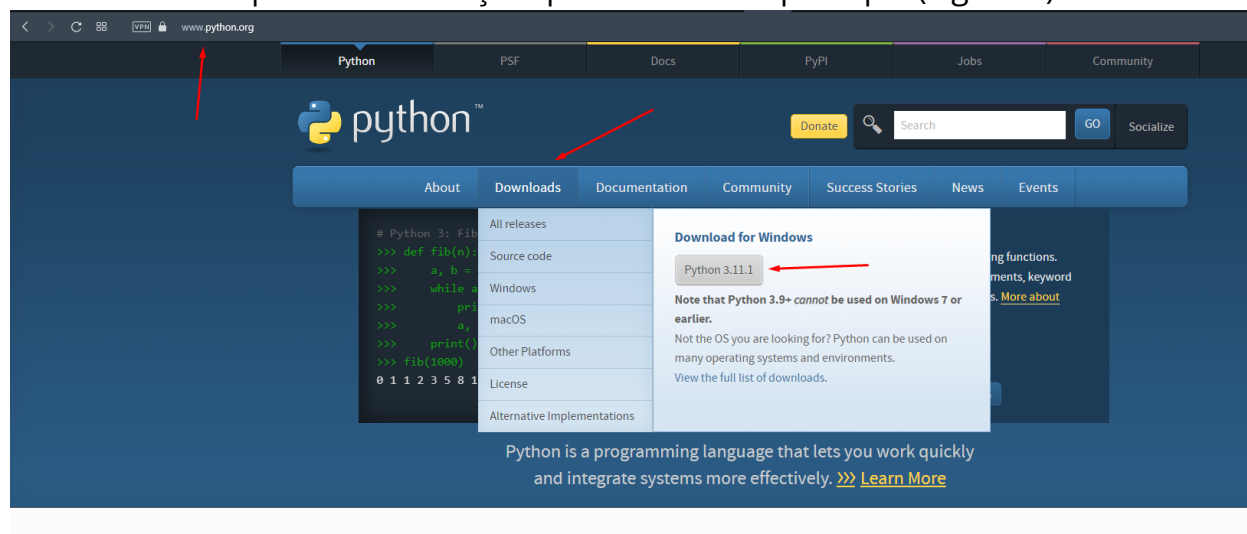 VPN www.python.org
Python PSF Docs PyPI Jobs Community
python™
Donate Search GO Socialize
About Downloads Documentation Community Success Stories News Events
# Python 3: Fib
>>> def fib(n):
>>> a, b =
>>> while a
>>> pri
>>> a,
>>> print()
>>> fib(1000)
0 1 1 2 3 5 8 1
All releases
Source code
Windows
macOS
Other Platforms
License
Alternative Implementations
Download for Windows
Python 3.11.1
Note that Python 3.9+ cannot be used on Windows 7 or
earlier.
Not the OS you are looking for? Python can be used on
many operating systems and environments.
View the full list of downloads.
ng functions.
ments, keyword
s. More about
Python is a programming language that lets you work quickly
and integrate systems more effectively. >>> Learn More